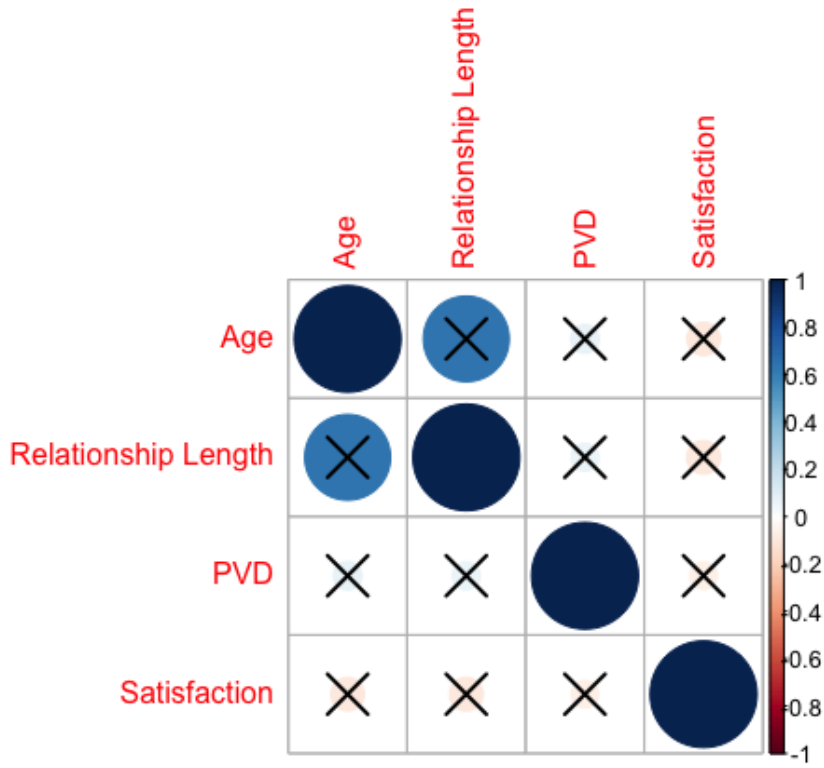 Age
Relationship Length
PVD
Satisfaction
Age
Relationship Length
PVD
Satisfaction
1
0.8
0.6
0.4
0.2
0
-0.2
-0.4
-0.6
-0.8
-1